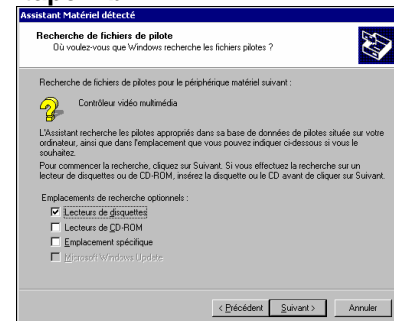 Assistant Matériel détecté
Recherche de fichiers de pilote
Où voulez-vous que Windows recherche les fichiers pilotes ?
Recherche de fichiers de pilotes pour le périphérique matériel suivant :
Contrôleur vidéo multimédia
L'Assistant recherche les pilotes appropriés dans sa base de données de pilotes située sur votre
ordinateur, ainsi que dans l'emplacement que vous pouvez indiquer ci-dessous si vous le
souhaitez.
Pour commencer la recherche, cliquez sur Suivant. Si vous effectuez la recherche sur un
lecteur de disquettes ou de CD-ROM, insérez la disquette ou le CD avant de cliquer sur Suivant.
Emplacements de recherche optionnels :
Lecteurs de disquettes
Lecteurs de CD-ROM
Emplacement spécifique
Microsoft Windows Update
< Précédent
Suivant >
Annuler